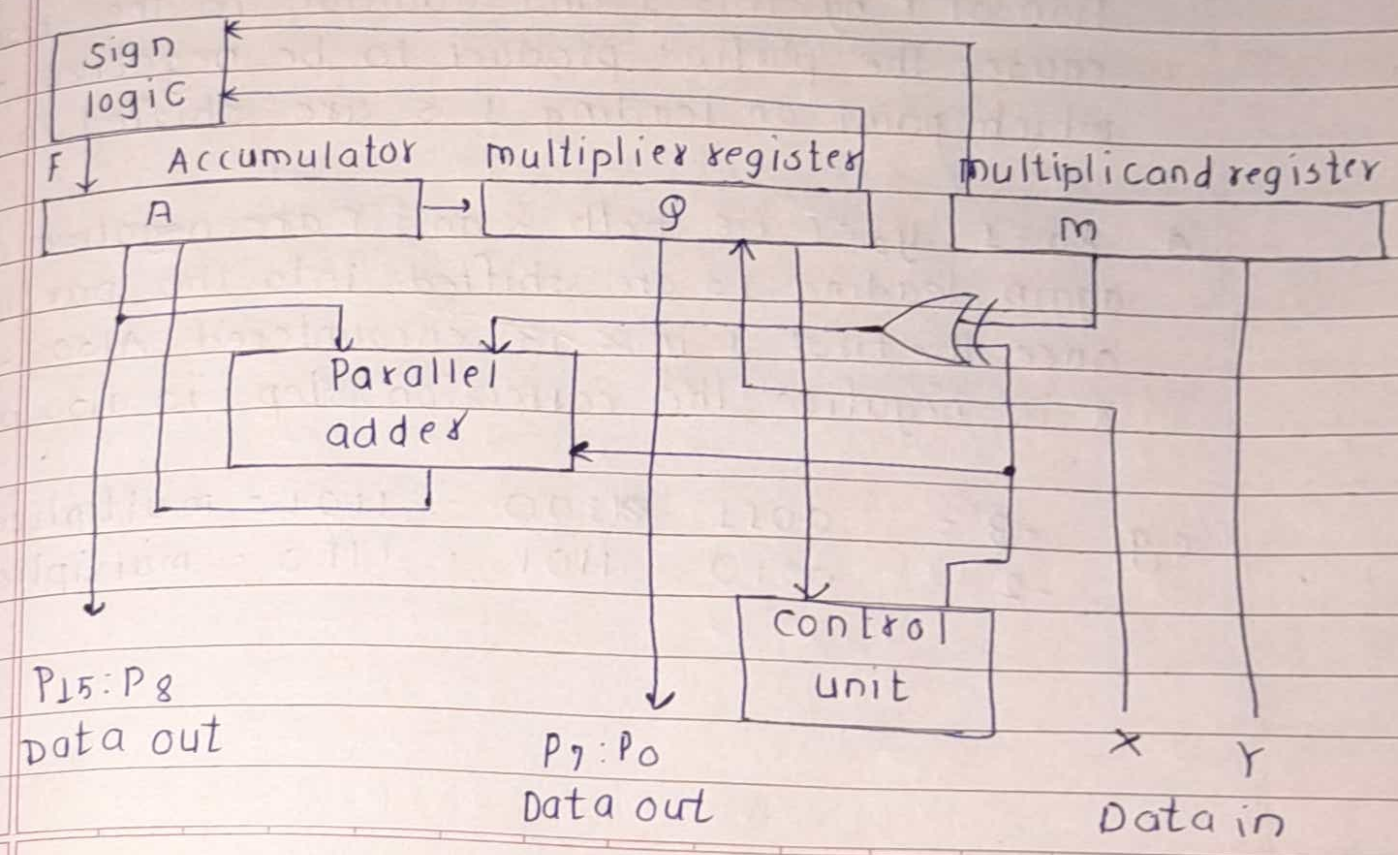 sign
logic
F
Accumulator
multiplier register
multiplicand register
A
Q
m
Parallel
adder
control
unit
P15:P8
Data out
P7:P0
Data out
X
Y
Data in